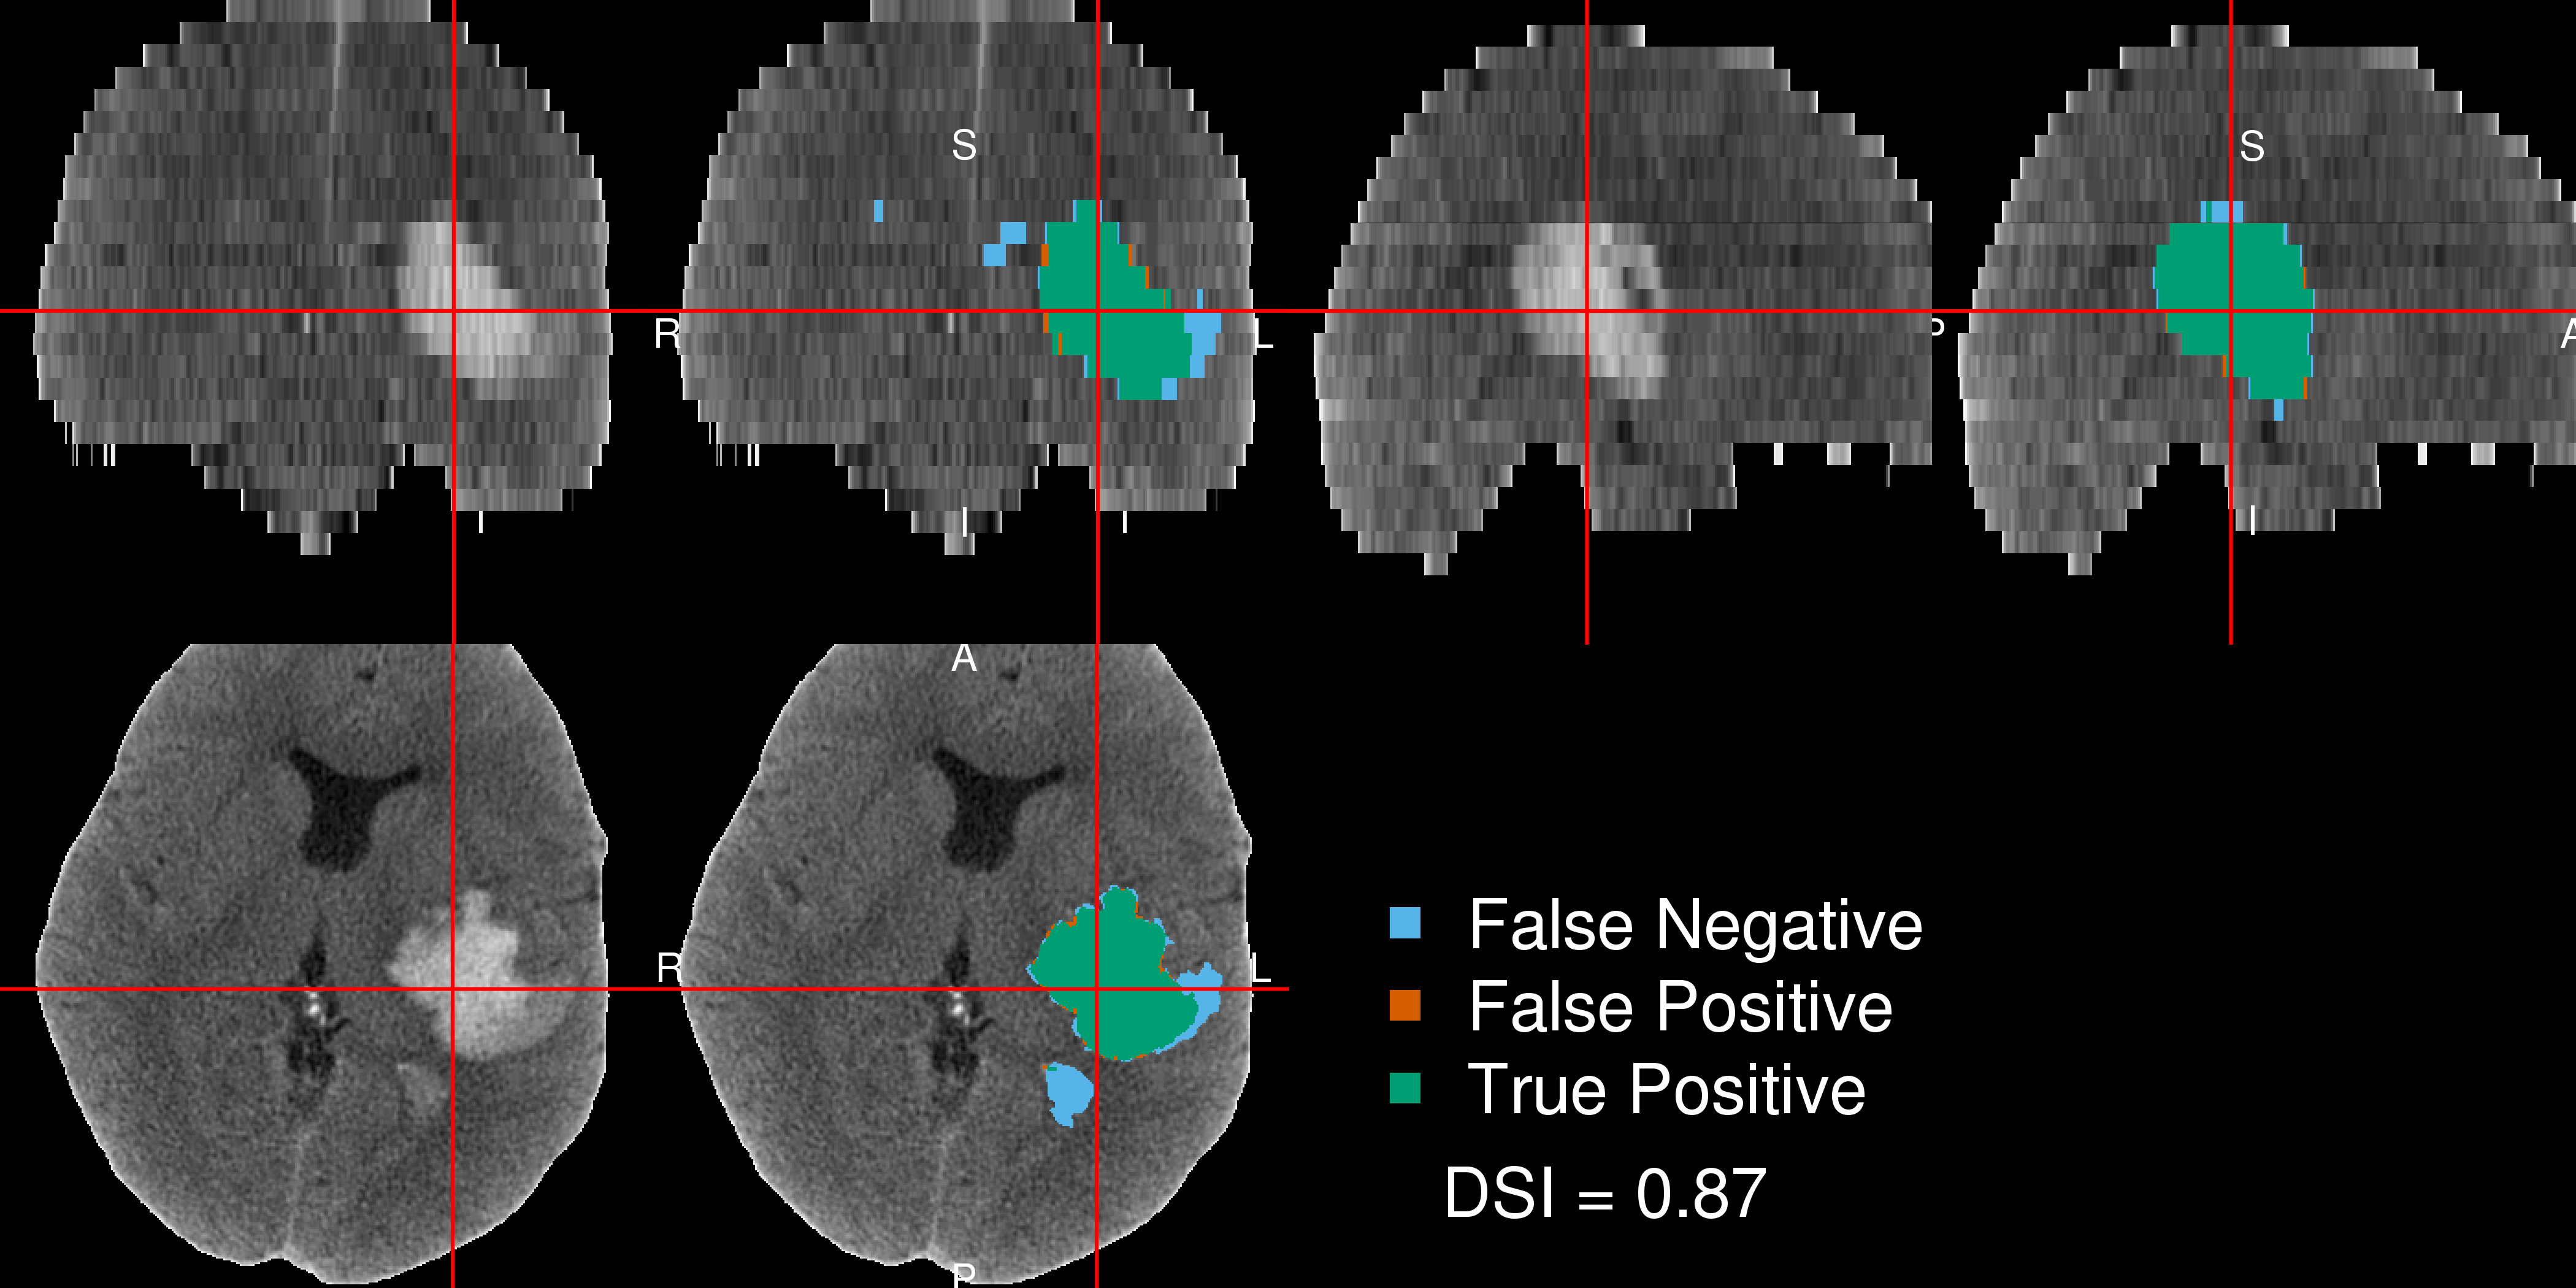 S
S
R
L
P
A
I
I
A
R
L
False Negative
False Positive
True Positive
DSI = 0.87
P